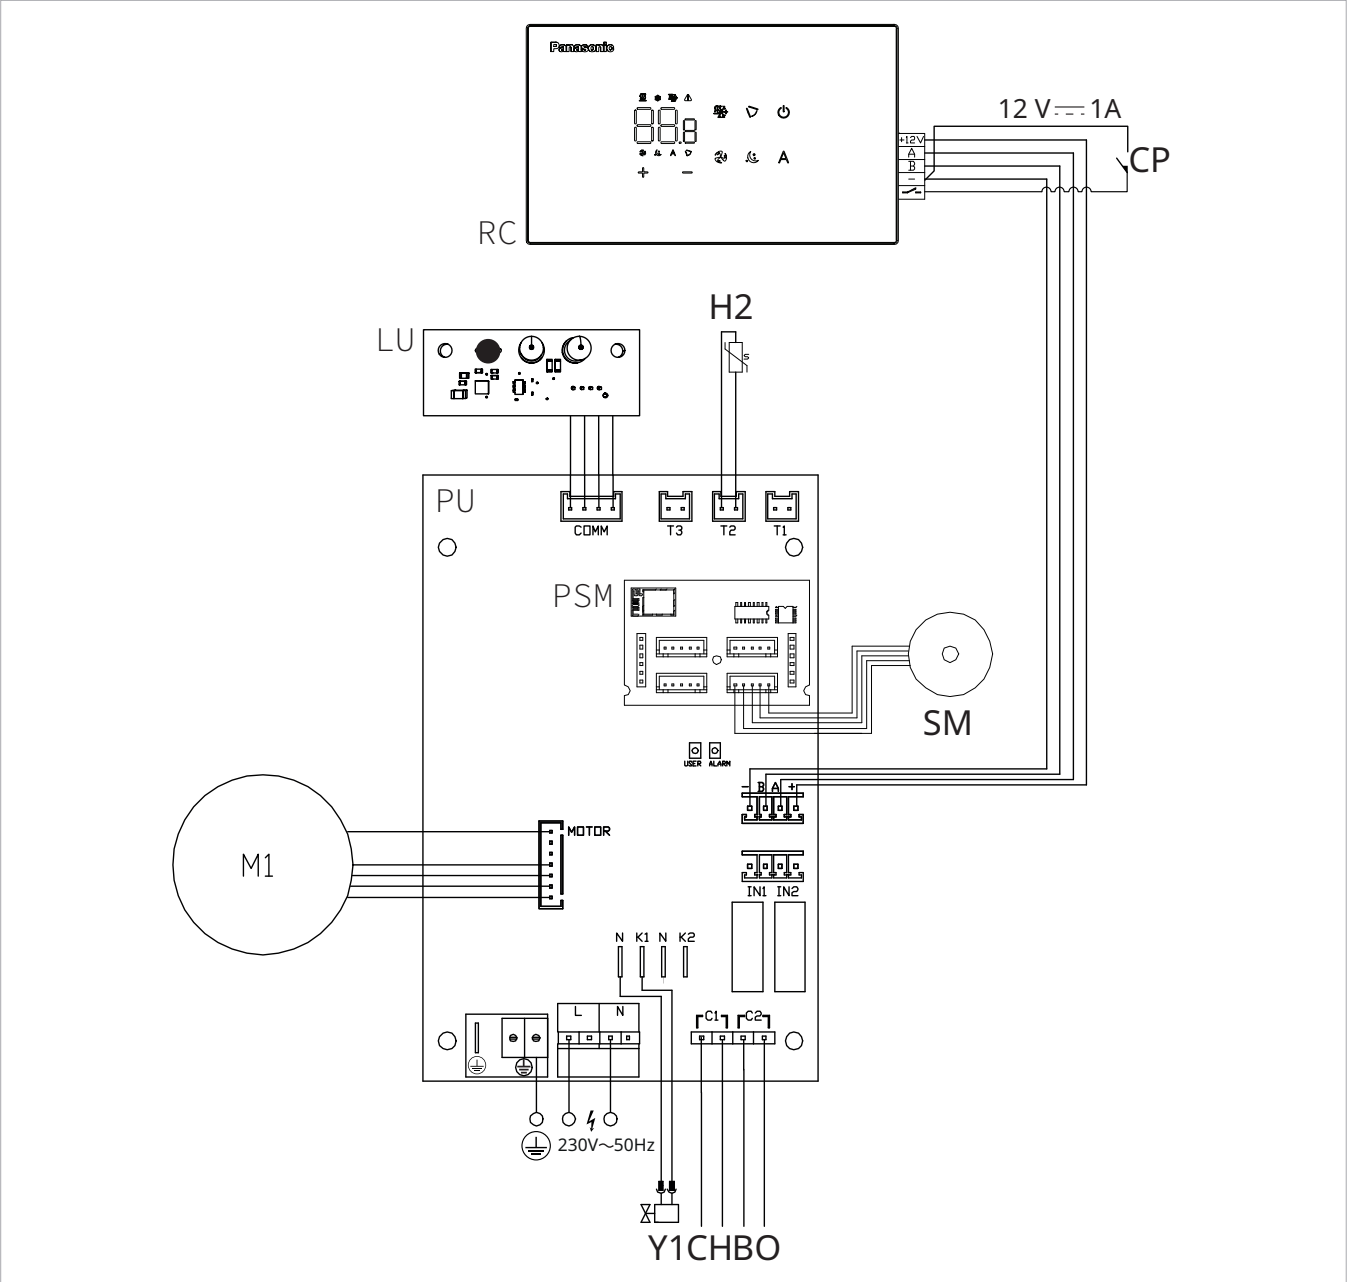 Panasonic
88.8
A
A
+ −
+12V
A
B
-
12 V 1A
CP
RC
H2
LU
S
PU
COMM
T3
T2
T1
PSM
SM
USER
ALARM
- B A +
M1
MOTOR
IN1 IN2
N K1 N K2
L N
C1 C2
230V~50Hz
Y1CHBO